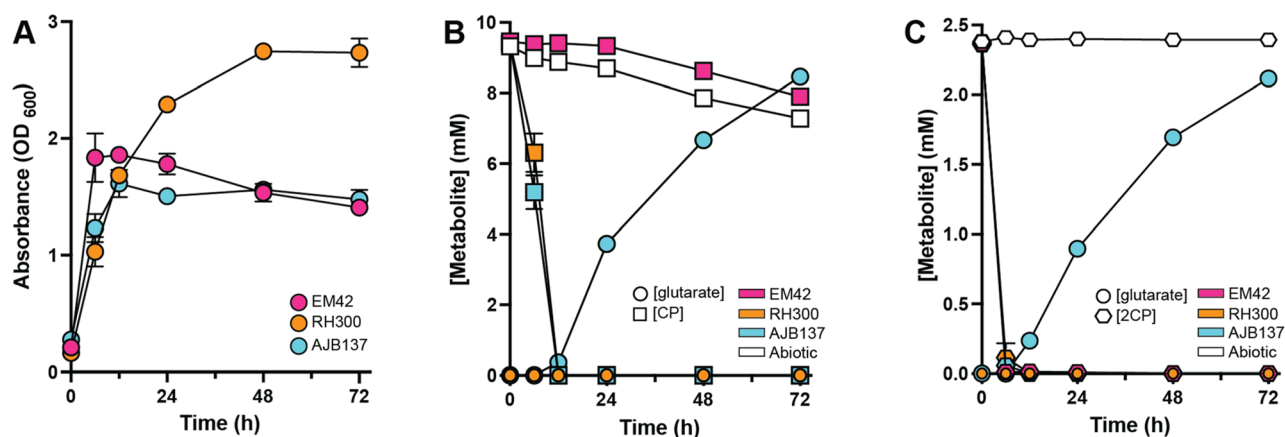 A
Absorbance (OD 600)
3
2
1
0
0
24
48
72
Time (h)
EM42
RH300
AJB137
B
[Metabolite] (mM)
10
8
6
4
2
0
0
24
48
72
Time (h)
[glutarate]
[CP]
EM42
RH300
AJB137
Abiotic
C
[Metabolite] (mM)
2.5
2.0
1.5
1.0
0.5
0.0
0
24
48
72
Time (h)
[glutarate]
[2CP]
EM42
RH300
AJB137
Abiotic